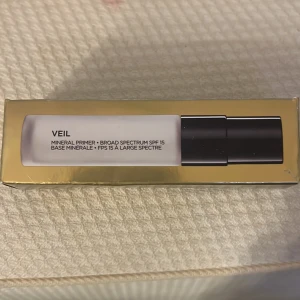 VEIL
MINERAL PRIMER • BROAD SPECTRUM SPF 15
BASE MINÉRALE • FPS 15 À LARGE SPECTRE